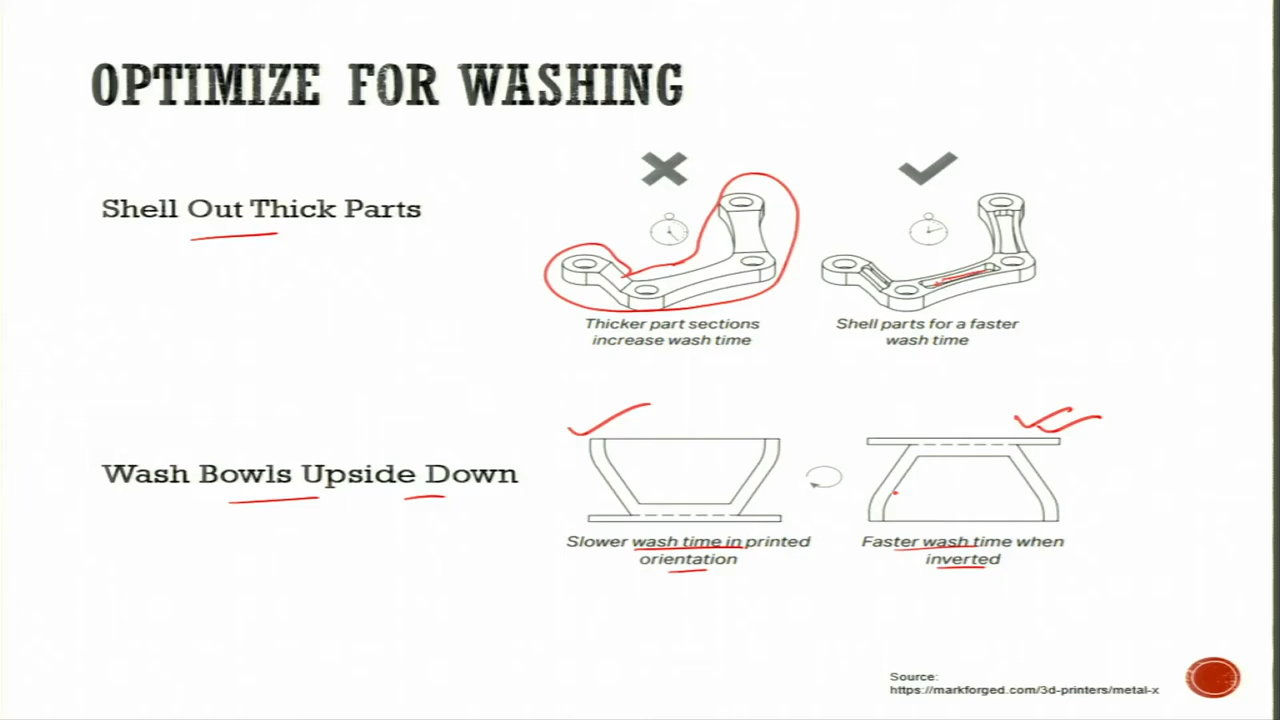 OPTIMIZE FOR WASHING
Shell Out Thick Parts
Thicker part sections
increase wash time
Shell parts for a faster
wash time
Wash Bowls Upside Down
Slower wash time in printed
orientation
Faster wash time when
inverted
Source:
https://markforged.com/3d-printers/metal-x